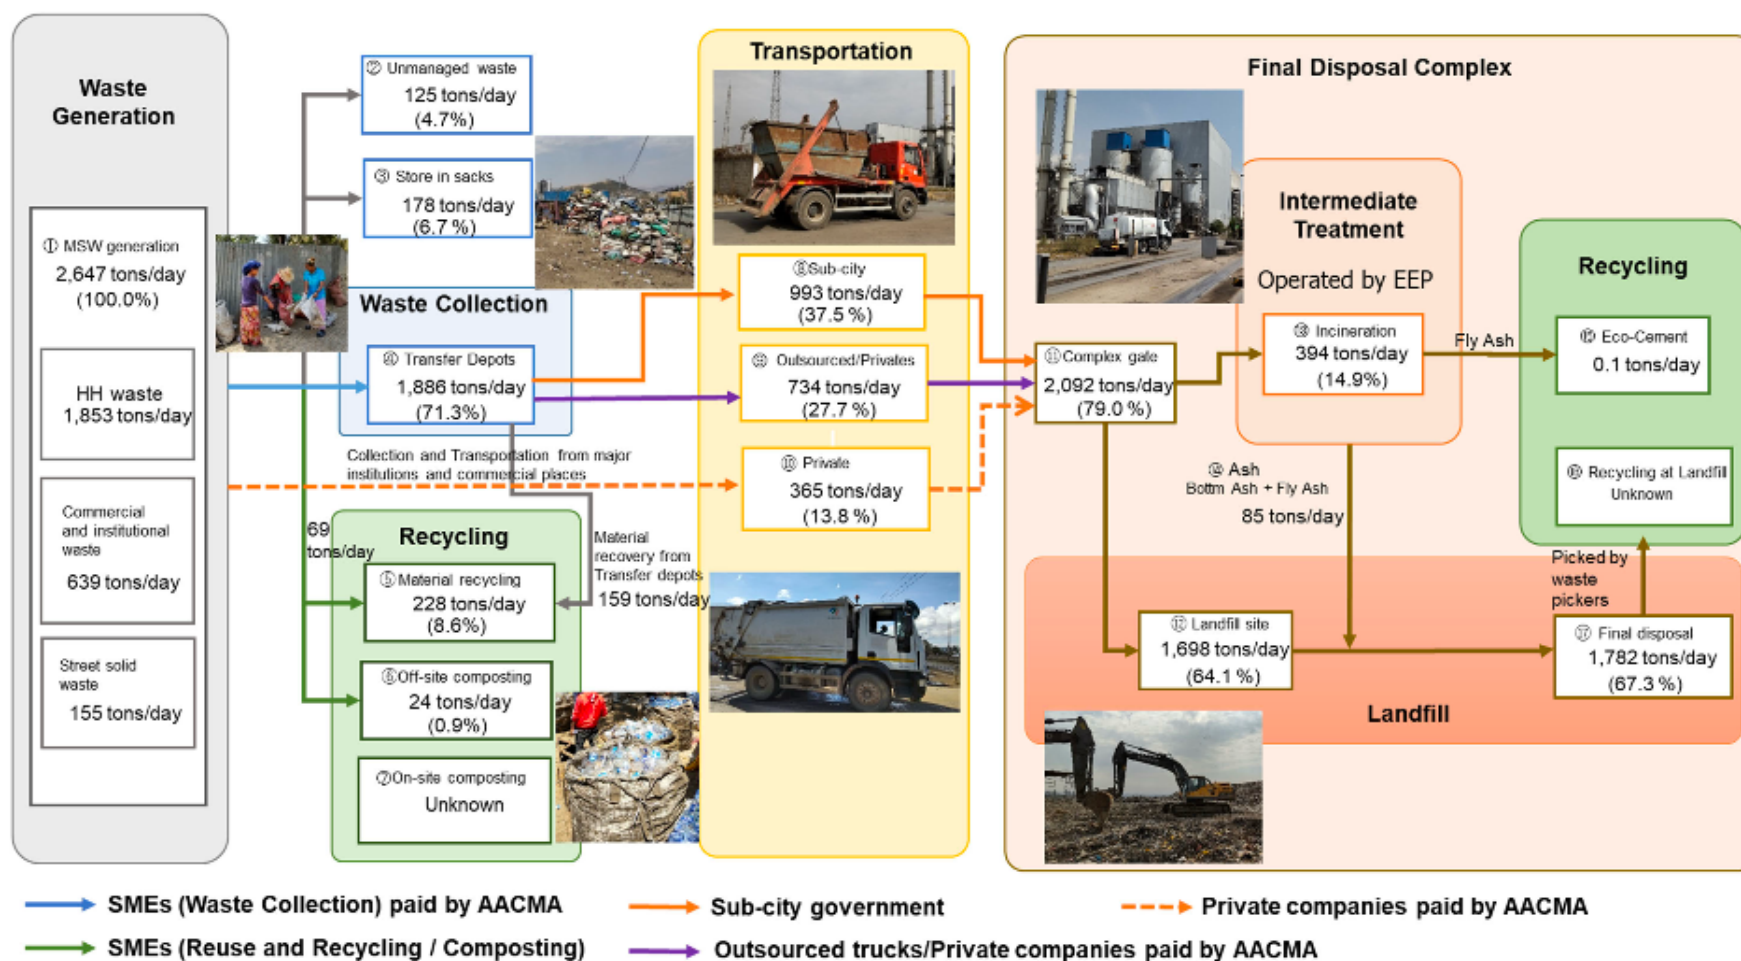 Waste
Generation
① MSW generation
2,647 tons/day
(100.0%)
HH waste
1,853 tons/day
Commercial
and institutional
waste
639 tons/day
Street solid
waste
155 tons/day
② Unmanaged waste
125 tons/day
(4.7%)
③ Store in sacks
178 tons/day
(6.7 %)
Waste Collection
④ Transfer Depots
1,886 tons/day
(71.3%)
Collection and Transportation from major
institutions and commercial places
69
tons/day
Recycling
⑤ Material recycling
228 tons/day
(8.6%)
⑥ Off-site composting
24 tons/day
(0.9%)
⑦ On-site composting
Unknown
Material
recovery from
Transfer depots
159 tons/day
Transportation
⑧ Sub-city
993 tons/day
(37.5 %)
⑨ Outsourced/Privates
734 tons/day
(27.7 %)
⑩ Private
365 tons/day
(13.8 %)
Final Disposal Complex
⑪ Complex gate
2,092 tons/day
(79.0 %)
Intermediate
Treatment
Operated by EEP
⑬ Incineration
394 tons/day
(14.9%)
Fly Ash
⑭ Ash
Bottm Ash + Fly Ash
85 tons/day
Recycling
⑮ Eco-Cement
0.1 tons/day
⑯ Recycling at Landfill
Unknown
Picked by
waste
pickers
⑫ Landfill site
1,698 tons/day
(64.1 %)
⑰ Final disposal
1,782 tons/day
(67.3 %)
Landfill
SMEs (Waste Collection) paid by AACMA
Sub-city government
Private companies paid by AACMA
SMEs (Reuse and Recycling / Composting)
Outsourced trucks/Private companies paid by AACMA